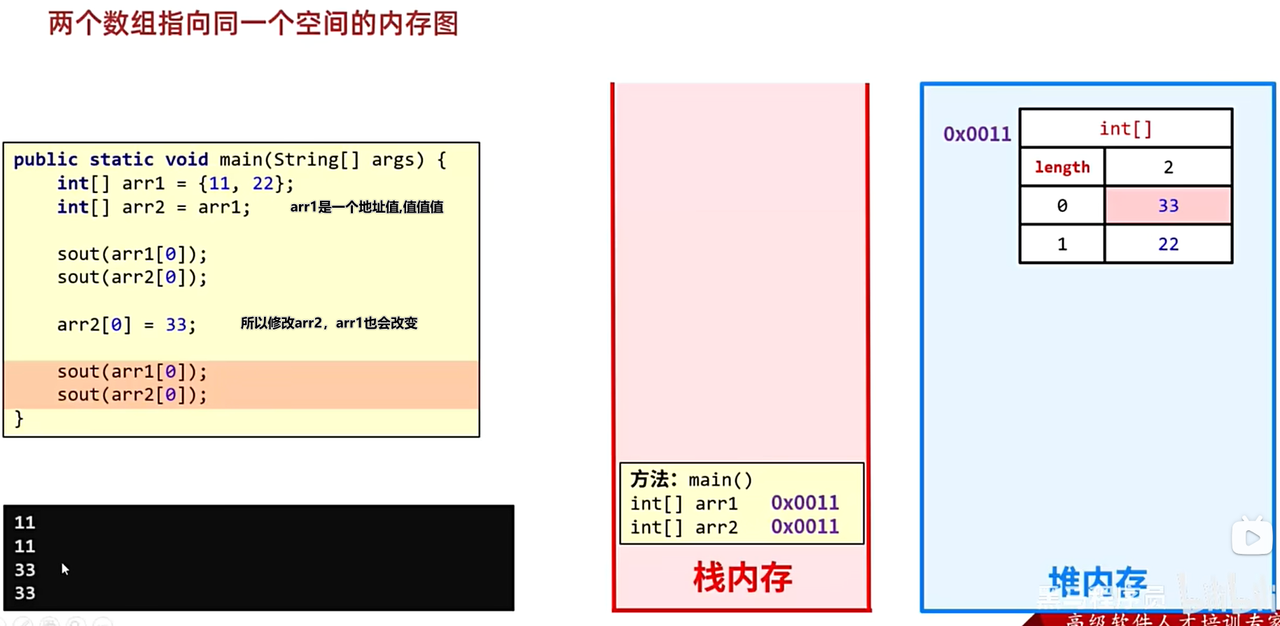 两个数组指向同一个空间的内存图
public static void main(String[] args) {
int[] arr1 = {11, 22};
int[] arr2 = arr1; arr1是一个地址值,值值值
sout(arr1[0]);
sout(arr2[0]);
arr2[0] = 33; 所以修改arr2，arr1也会改变
sout(arr1[0]);
sout(arr2[0]);
}
11
11
33
33
方法：main()
int[] arr1 0x0011
int[] arr2 0x0011
栈内存
0x0011
int[]
length 2
0 33
1 22
堆内存
bilibili
高级软件人才培训专家